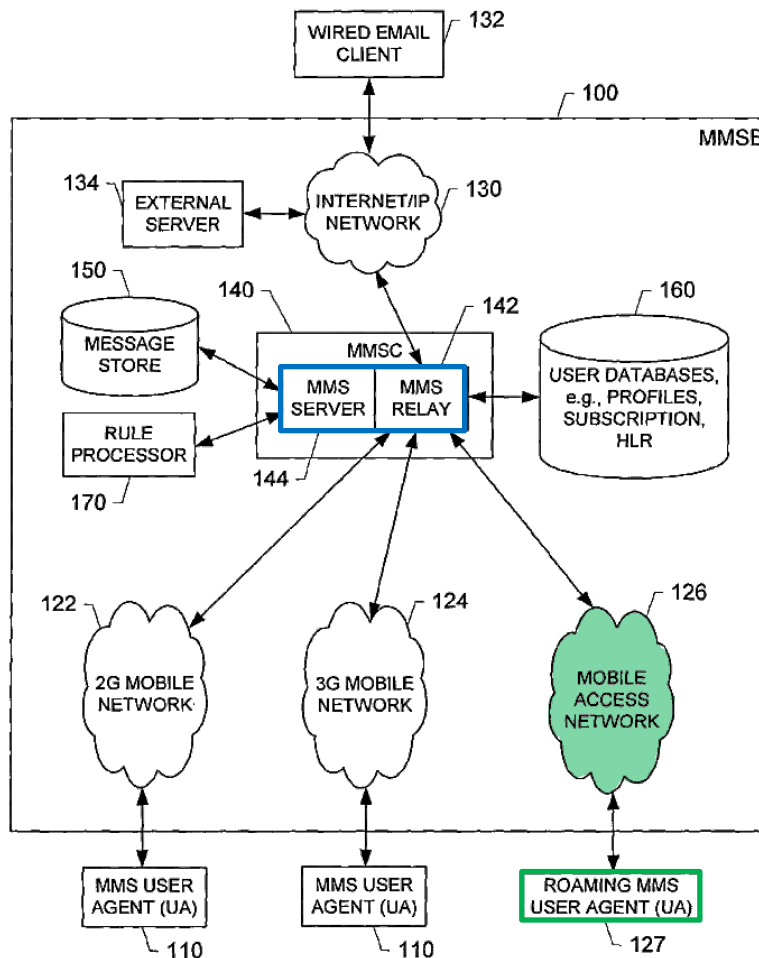 WIRED EMAIL
CLIENT
132
100
MMSE
134
EXTERNAL
SERVER
INTERNET/IP
NETWORK
130
150
MESSAGE
STORE
140
142
MMSC
MMS
SERVER
MMS
RELAY
144
160
USER DATABASES,
e.g., PROFILES,
SUBSCRIPTION,
HLR
RULE
PROCESSOR
170
122
2G MOBILE
NETWORK
124
3G MOBILE
NETWORK
126
MOBILE
ACCESS
NETWORK
MMS USER
AGENT (UA)
110
MMS USER
AGENT (UA)
110
ROAMING MMS
USER AGENT (UA)
127